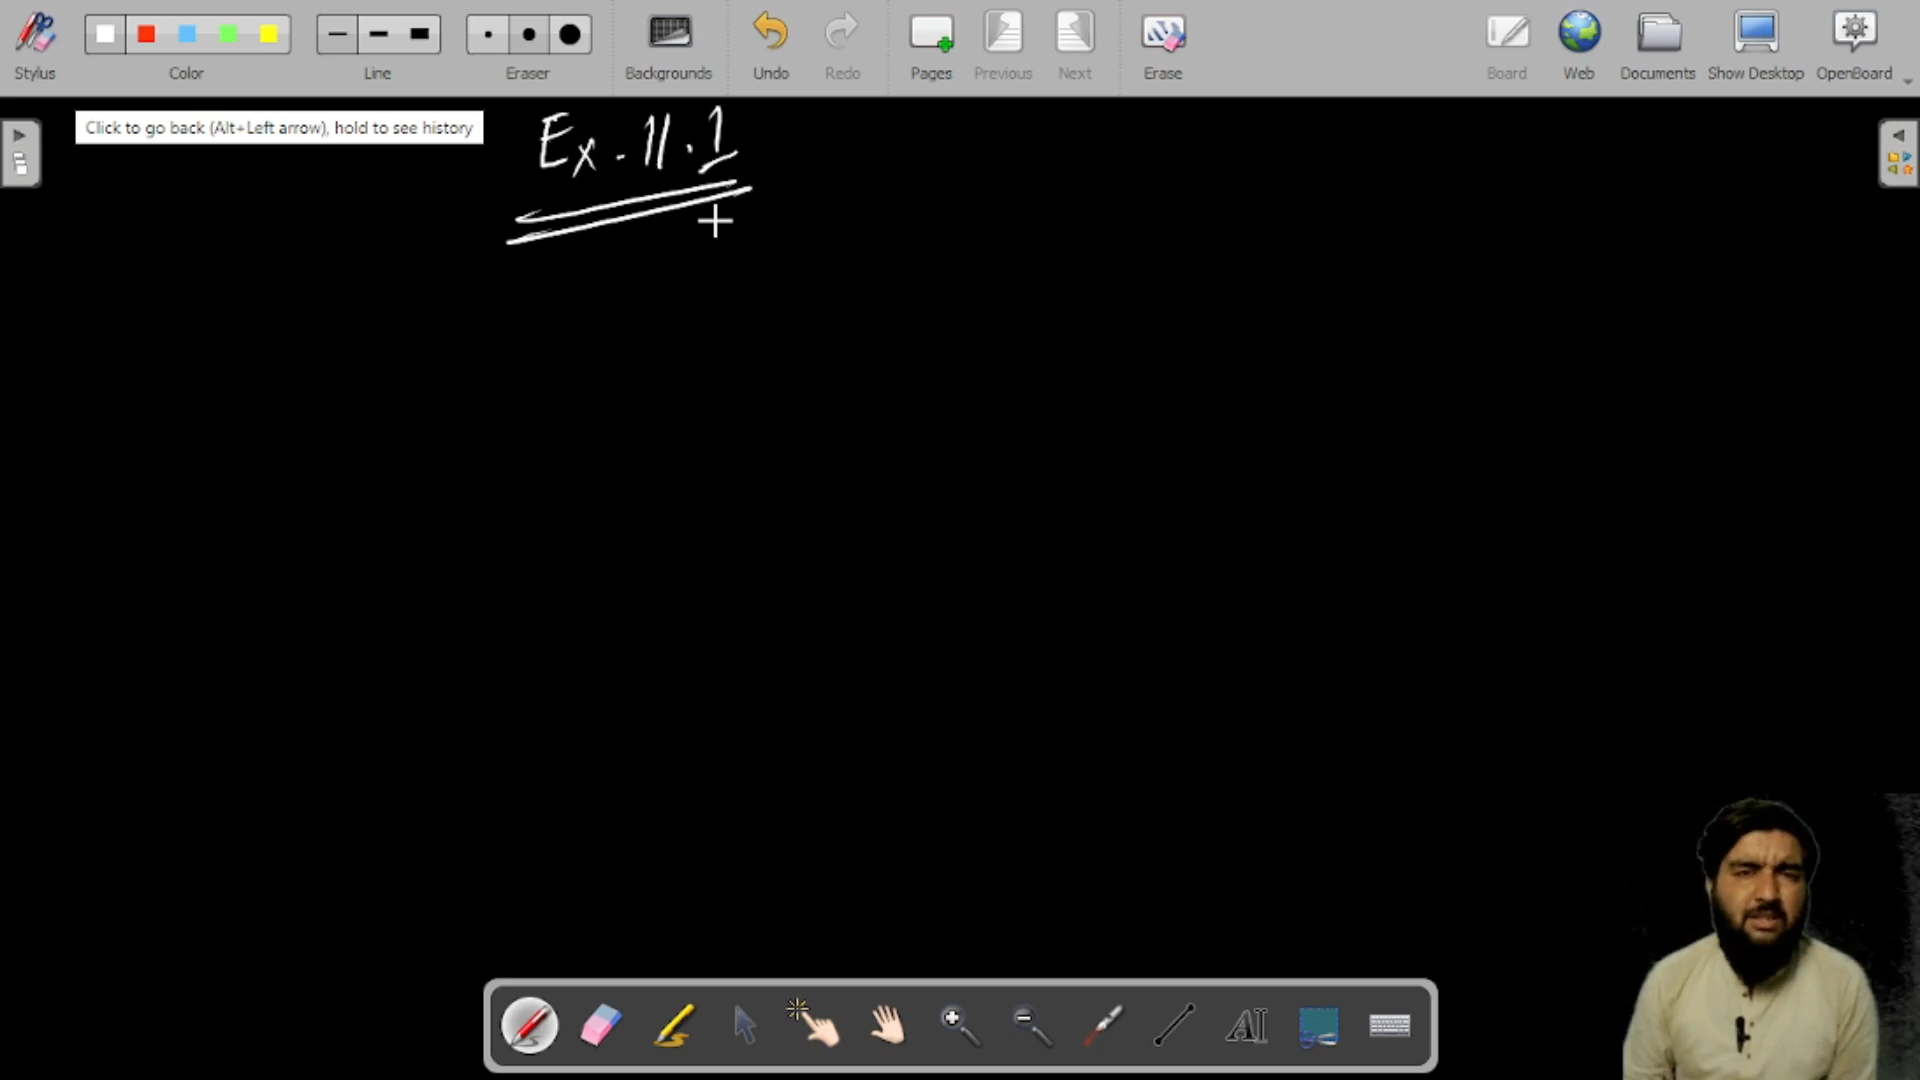 Stylus
Color
Line
Eraser
Backgrounds
Undo
Redo
Pages
Previous
Next
Erase
Board
Web
Documents
Show Desktop
OpenBoard
Click to go back (Alt+Left arrow), hold to see history
Ex. 11.1
AI